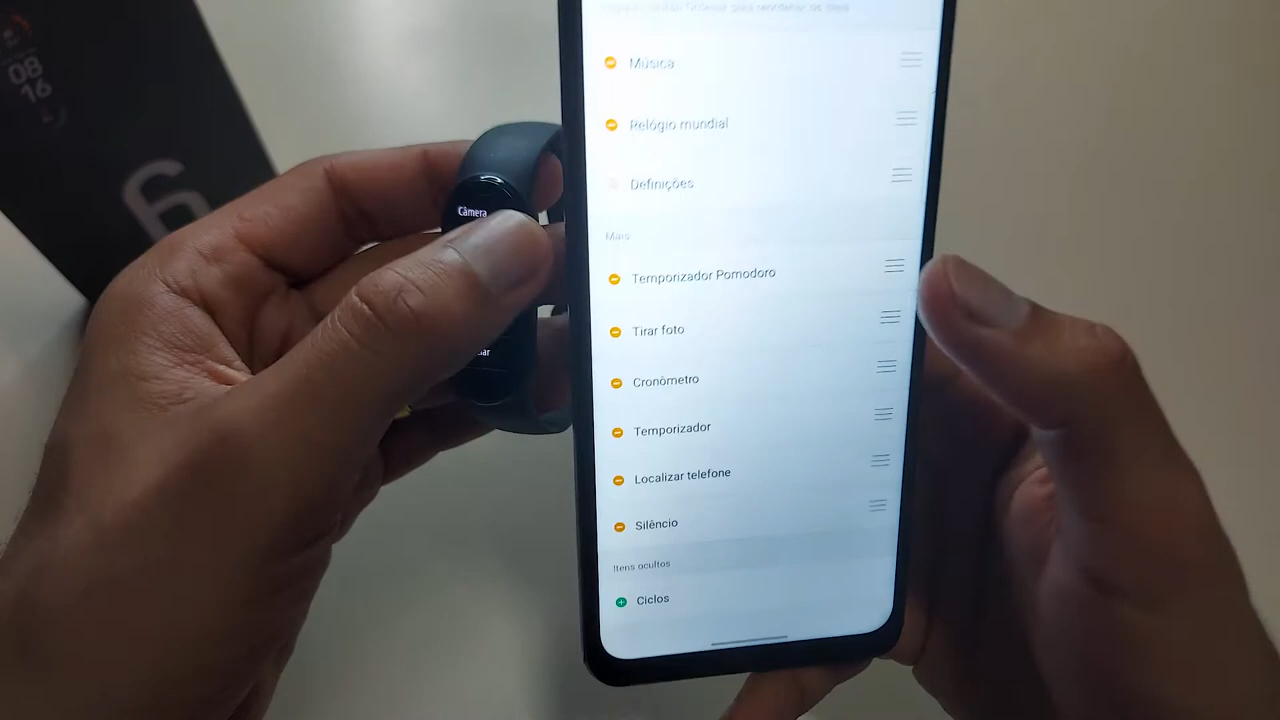 08
16
6
Câmera
Música
Relógio mundial
Definições
Mais
Temporizador Pomodoro
Tirar foto
Cronômetro
Temporizador
Localizar telefone
Silêncio
Itens ocultos
Ciclos